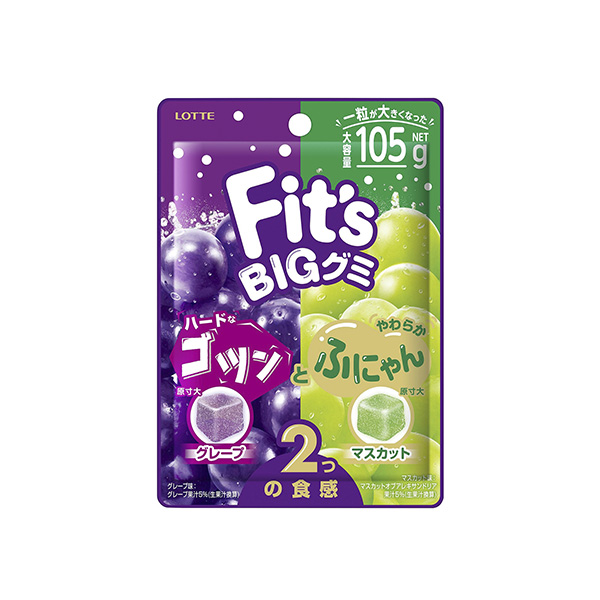 LOTTE
一粒が大きくなった
大容量
105
NET
g
Fit's
BIGグミ
ハードな
ゴツン
と
やわらか
ふにゃん
原寸大
グレープ
原寸大
マスカット
2つ
の食感
グレープ味：
グレープ果汁5％(生果汁換算)
マスカット味：
マスカットオブアレキサンドリア
果汁5％(生果汁換算)